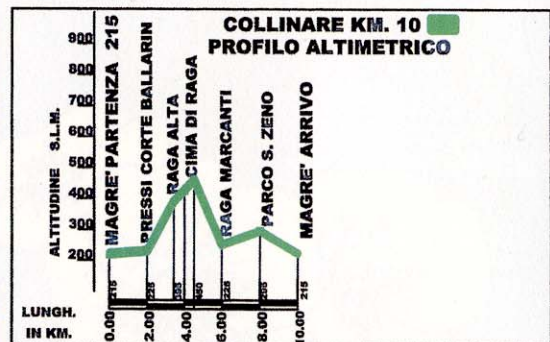 COLLINARE KM. 10
PROFILO ALTIMETRICO
ALTITUDINE S.L.M.
900
800
700
600
500
400
300
200
MAGRE' PARTENZA 215
PRESSI CORTE BALLARIN
RAGA ALTA
CIMA DI RAGA
RAGA MARCANTI
PARCO S. ZENO
MAGRE' ARRIVO
215
225
450
225
215
LUNGH.
IN KM.
0.00
2.00
4.00
6.00
8.00
10.00